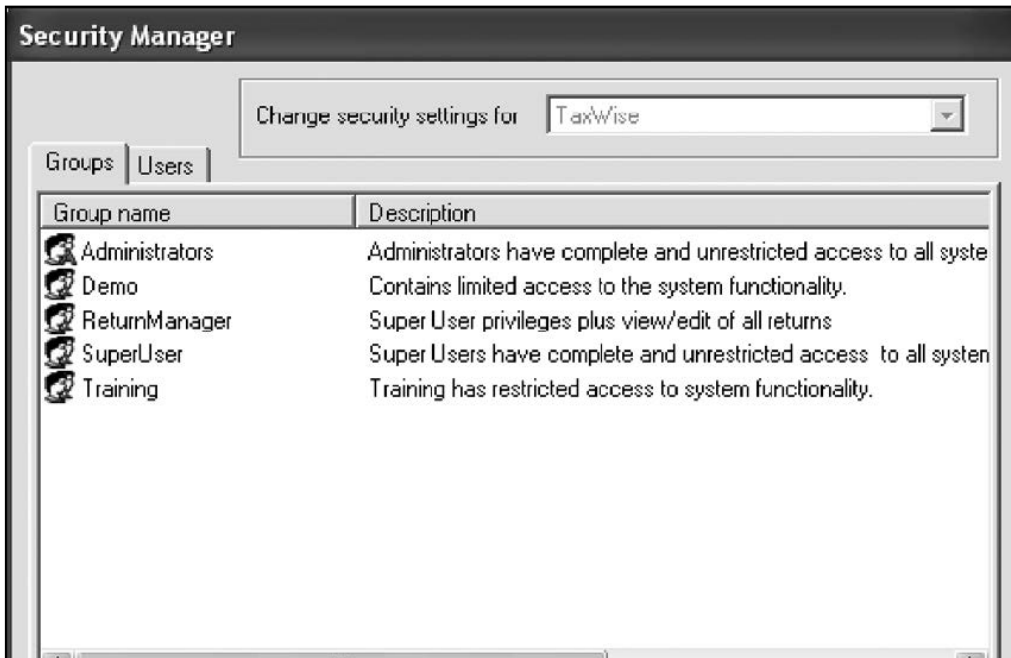 Security Manager
Change security settings for TaxWise
Groups Users
Group name Description
Administrators Administrators have complete and unrestricted access to all syste
Demo Contains limited access to the system functionality.
ReturnManager Super User privileges plus view/edit of all returns
SuperUser Super Users have complete and unrestricted access to all system
Training Training has restricted access to system functionality.